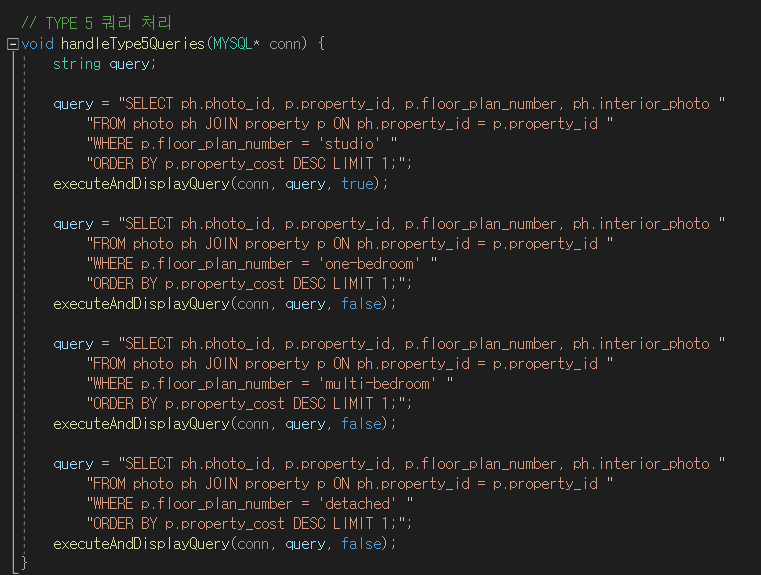 // TYPE 5 쿼리 처리
void handleType5Queries(MYSQL* conn) {
string query;
query = "SELECT ph.photo_id, p.property_id, p.floor_plan_number, ph.interior_photo "
"FROM photo ph JOIN property p ON ph.property_id = p.property_id "
"WHERE p.floor_plan_number = 'studio' "
"ORDER BY p.property_cost DESC LIMIT 1;";
executeAndDisplayQuery(conn, query, true);
query = "SELECT ph.photo_id, p.property_id, p.floor_plan_number, ph.interior_photo "
"FROM photo ph JOIN property p ON ph.property_id = p.property_id "
"WHERE p.floor_plan_number = 'one-bedroom' "
"ORDER BY p.property_cost DESC LIMIT 1;";
executeAndDisplayQuery(conn, query, false);
query = "SELECT ph.photo_id, p.property_id, p.floor_plan_number, ph.interior_photo "
"FROM photo ph JOIN property p ON ph.property_id = p.property_id "
"WHERE p.floor_plan_number = 'multi-bedroom' "
"ORDER BY p.property_cost DESC LIMIT 1;";
executeAndDisplayQuery(conn, query, false);
query = "SELECT ph.photo_id, p.property_id, p.floor_plan_number, ph.interior_photo "
"FROM photo ph JOIN property p ON ph.property_id = p.property_id "
"WHERE p.floor_plan_number = 'detached' "
"ORDER BY p.property_cost DESC LIMIT 1;";
executeAndDisplayQuery(conn, query, false);
}